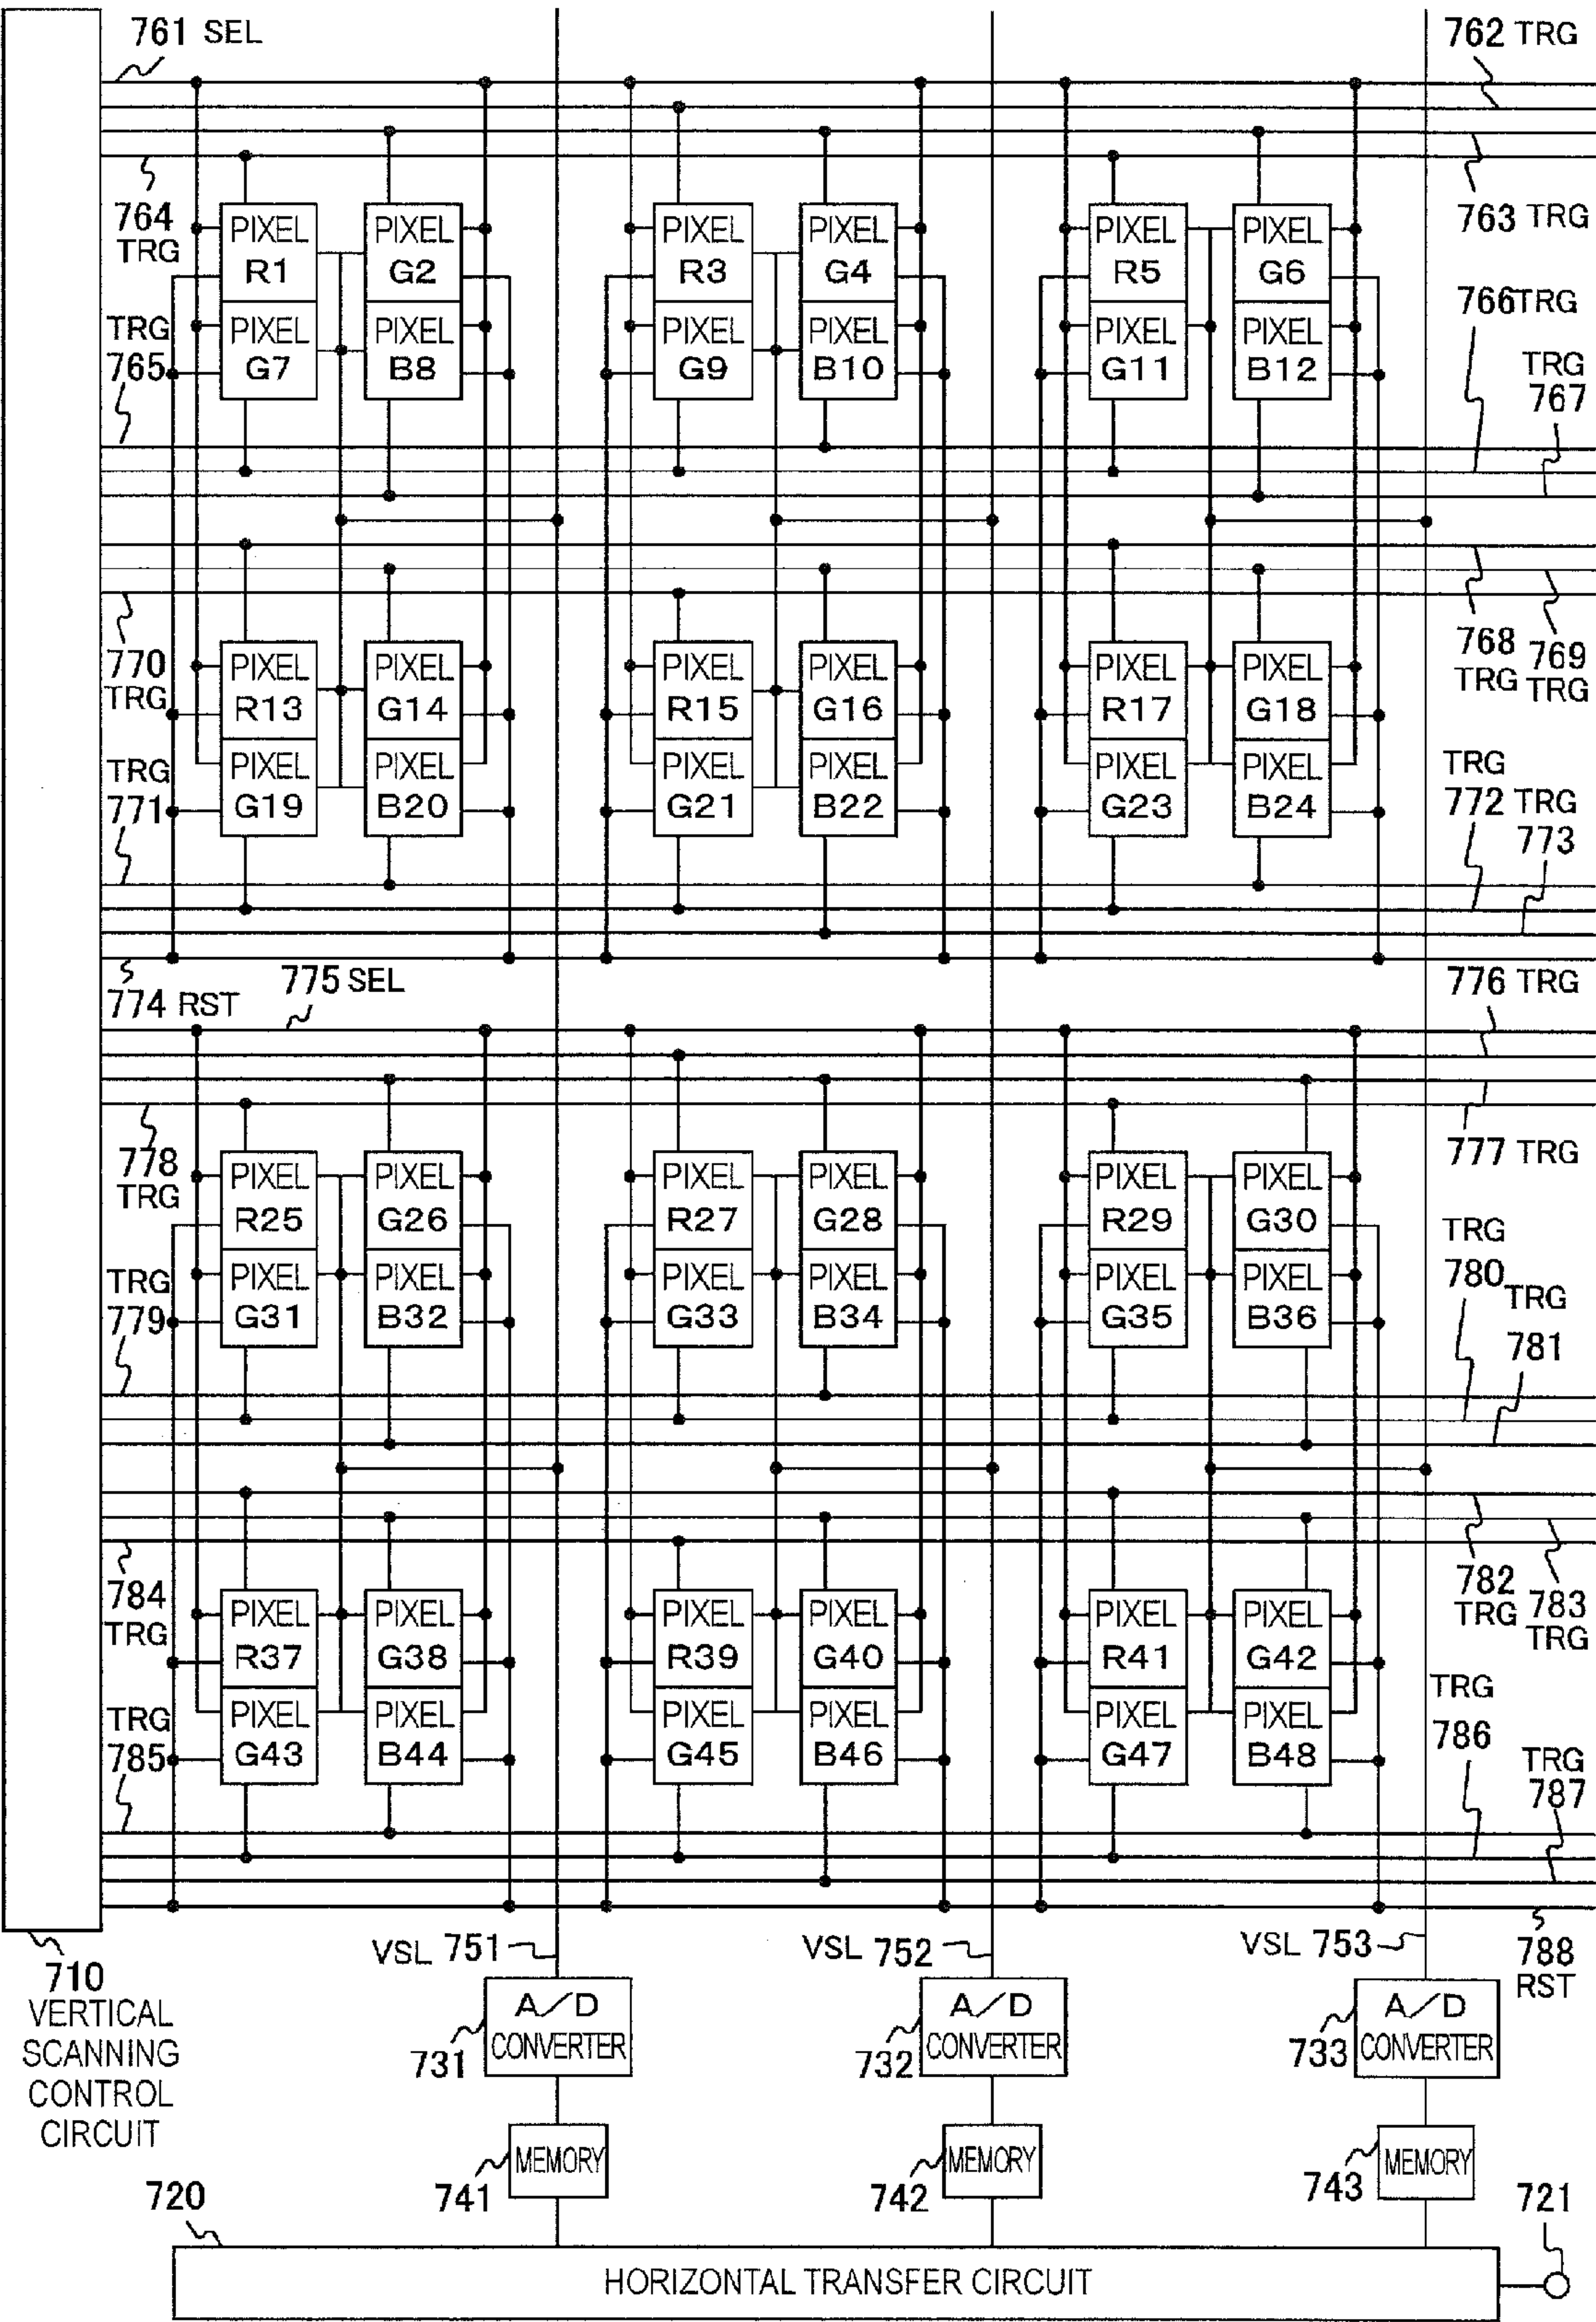 761 SEL
762 TRG
764
TRG
763 TRG
PIXEL
R1
PIXEL
G2
PIXEL
R3
PIXEL
G4
PIXEL
R5
PIXEL
G6
766TRG
TRG
765
PIXEL
G7
PIXEL
B8
PIXEL
G9
PIXEL
B10
PIXEL
G11
PIXEL
B12
TRG
767
770
TRG
PIXEL
R13
PIXEL
G14
PIXEL
R15
PIXEL
G16
PIXEL
R17
PIXEL
G18
768
TRG
769
TRG
TRG
771
PIXEL
G19
PIXEL
B20
PIXEL
G21
PIXEL
B22
PIXEL
G23
PIXEL
B24
TRG
772 TRG
773
774 RST
775 SEL
776 TRG
778
TRG
777 TRG
PIXEL
R25
PIXEL
G26
PIXEL
R27
PIXEL
G28
PIXEL
R29
PIXEL
G30
TRG
780
TRG
779
PIXEL
G31
PIXEL
B32
PIXEL
G33
PIXEL
B34
PIXEL
G35
PIXEL
B36
TRG
781
784
TRG
PIXEL
R37
PIXEL
G38
PIXEL
R39
PIXEL
G40
PIXEL
R41
PIXEL
G42
782
TRG
783
TRG
TRG
785
PIXEL
G43
PIXEL
B44
PIXEL
G45
PIXEL
B46
PIXEL
G47
PIXEL
B48
TRG
786
TRG
787
710
VERTICAL
SCANNING
CONTROL
CIRCUIT
VSL 751
VSL 752
VSL 753
788
RST
731
A/D
CONVERTER
732
A/D
CONVERTER
733
A/D
CONVERTER
741
MEMORY
742
MEMORY
743
MEMORY
720
721
HORIZONTAL TRANSFER CIRCUIT